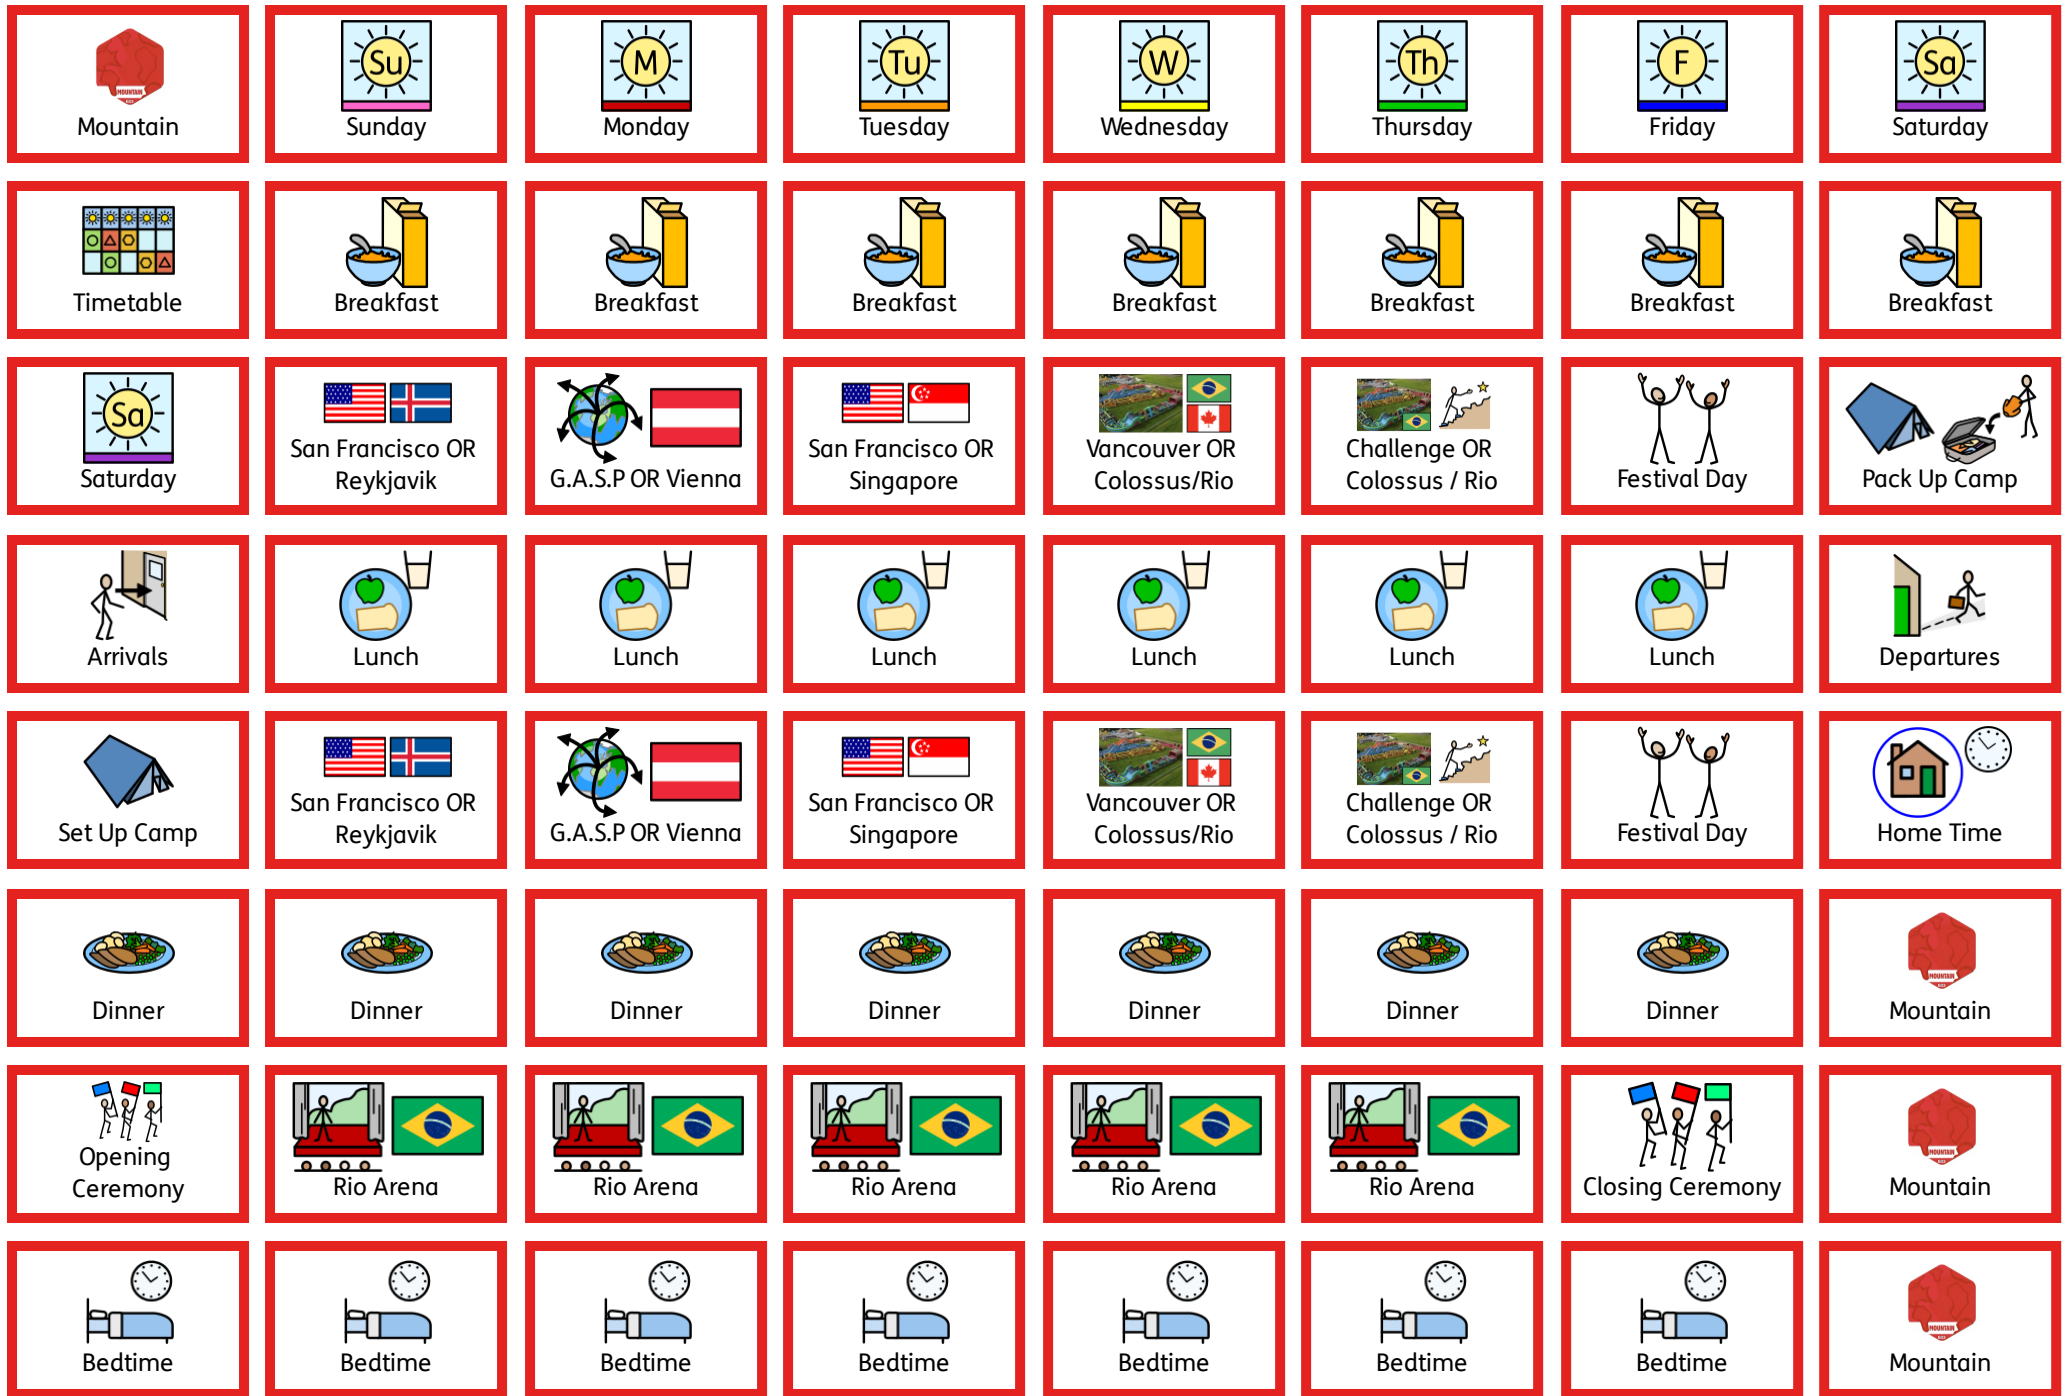 MOUNTAIN
Mountain
Su
Sunday
M
Monday
Tu
Tuesday
W
Wednesday
Th
Thursday
F
Friday
Sa
Saturday
Timetable
Breakfast
Breakfast
Breakfast
Breakfast
Breakfast
Breakfast
Breakfast
Sa
Saturday
San Francisco OR
Reykjavik
G.A.S.P OR Vienna
San Francisco OR
Singapore
Vancouver OR
Colossus/Rio
Challenge OR
Colossus / Rio
Festival Day
Pack Up Camp
Arrivals
Lunch
Lunch
Lunch
Lunch
Lunch
Lunch
Departures
Set Up Camp
San Francisco OR
Reykjavik
G.A.S.P OR Vienna
San Francisco OR
Singapore
Vancouver OR
Colossus/Rio
Challenge OR
Colossus / Rio
Festival Day
Home Time
Dinner
Dinner
Dinner
Dinner
Dinner
Dinner
Dinner
MOUNTAIN
Mountain
Opening
Ceremony
Rio Arena
Rio Arena
Rio Arena
Rio Arena
Rio Arena
Closing Ceremony
MOUNTAIN
Mountain
Bedtime
Bedtime
Bedtime
Bedtime
Bedtime
Bedtime
Bedtime
MOUNTAIN
Mountain